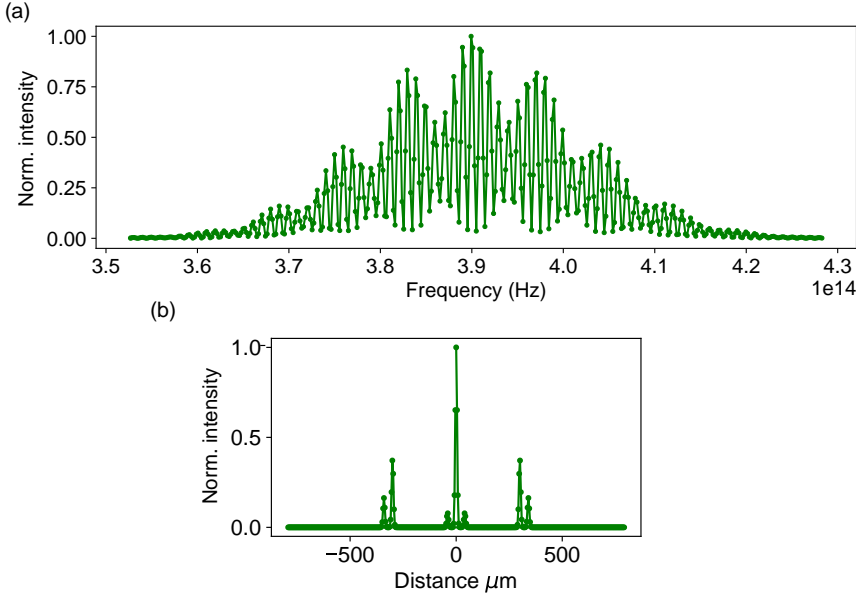 (a)
Norm. intensity
1.00
0.75
0.50
0.25
0.00
3.5 3.6 3.7 3.8 3.9 4.0 4.1 4.2 4.3
Frequency (Hz)
1e14
(b)
Norm. intensity
1.0
0.5
0.0
−500 0 500
Distance μm